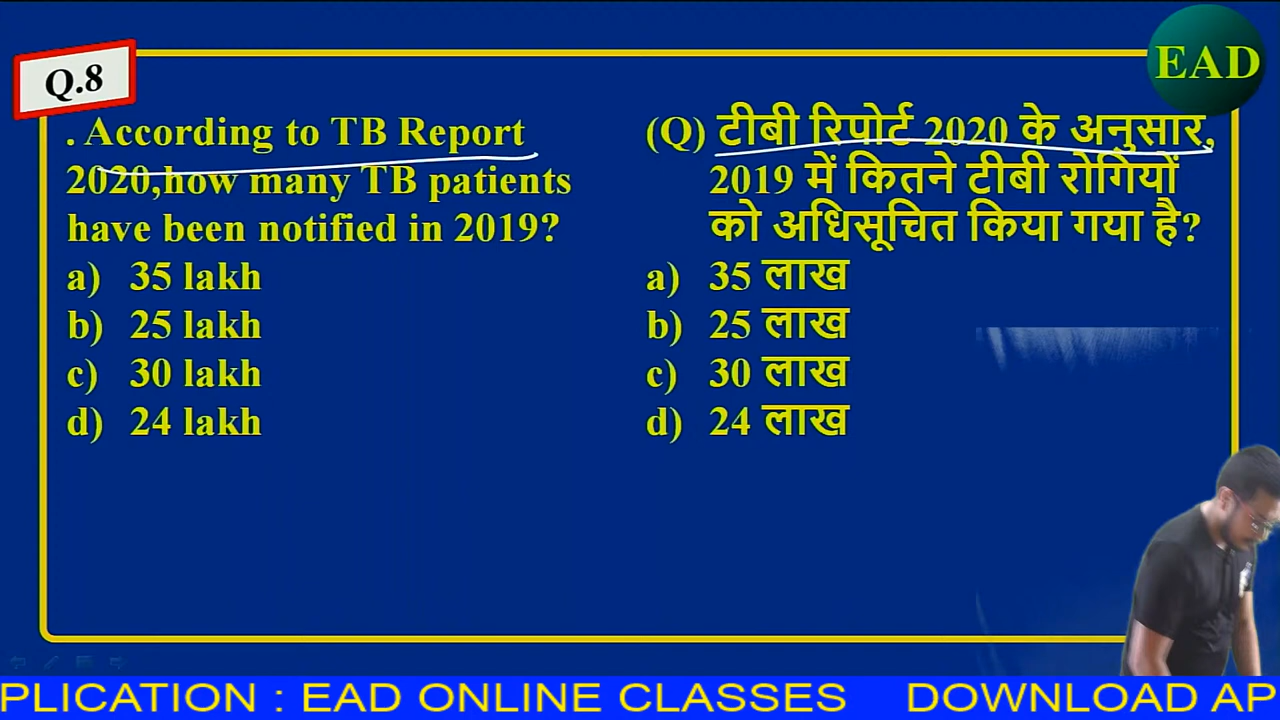 Q.8
EAD
. According to TB Report
2020,how many TB patients
have been notified in 2019?
a) 35 lakh
b) 25 lakh
c) 30 lakh
d) 24 lakh
(Q) टीबी रिपोर्ट 2020 के अनुसार,
2019 में कितने टीबी रोगियों
को अधिसूचित किया गया है?
a) 35 लाख
b) 25 लाख
c) 30 लाख
d) 24 लाख
PLICATION : EAD ONLINE CLASSES DOWNLOAD AP